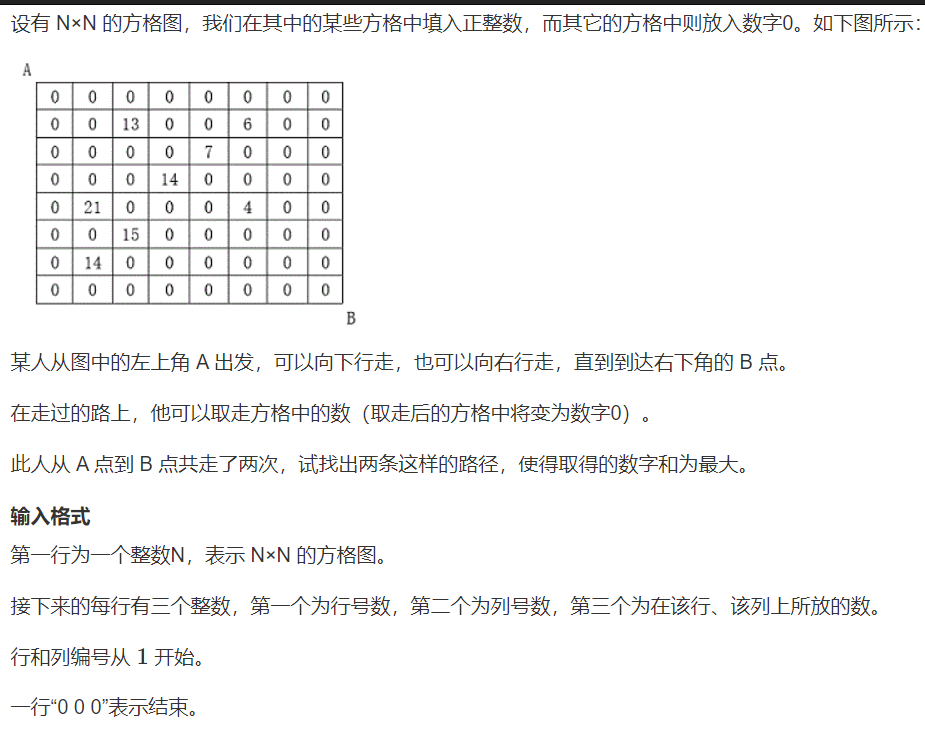 设有 N×N 的方格图，我们在其中的某些方格中填入正整数，而其它的方格中则放入数字0。如下图所示：
A
0 0 0 0 0 0 0 0
0 0 13 0 0 6 0 0
0 0 0 0 7 0 0 0
0 0 0 14 0 0 0 0
0 21 0 0 0 4 0 0
0 0 15 0 0 0 0 0
0 14 0 0 0 0 0 0
0 0 0 0 0 0 0 0
B
某人从图中的左上角 A 出发，可以向下行走，也可以向右行走，直到到达右下角的 B 点。
在走过的路上，他可以取走方格中的数（取走后的方格中将变为数字0）。
此人从 A 点到 B 点共走了两次，试找出两条这样的路径，使得取得的数字和为最大。
输入格式
第一行为一个整数N，表示 N×N 的方格图。
接下来的每行有三个整数，第一个为行号数，第二个为列号数，第三个为在该行、该列上所放的数。
行和列编号从 1 开始。
一行“0 0 0”表示结束。